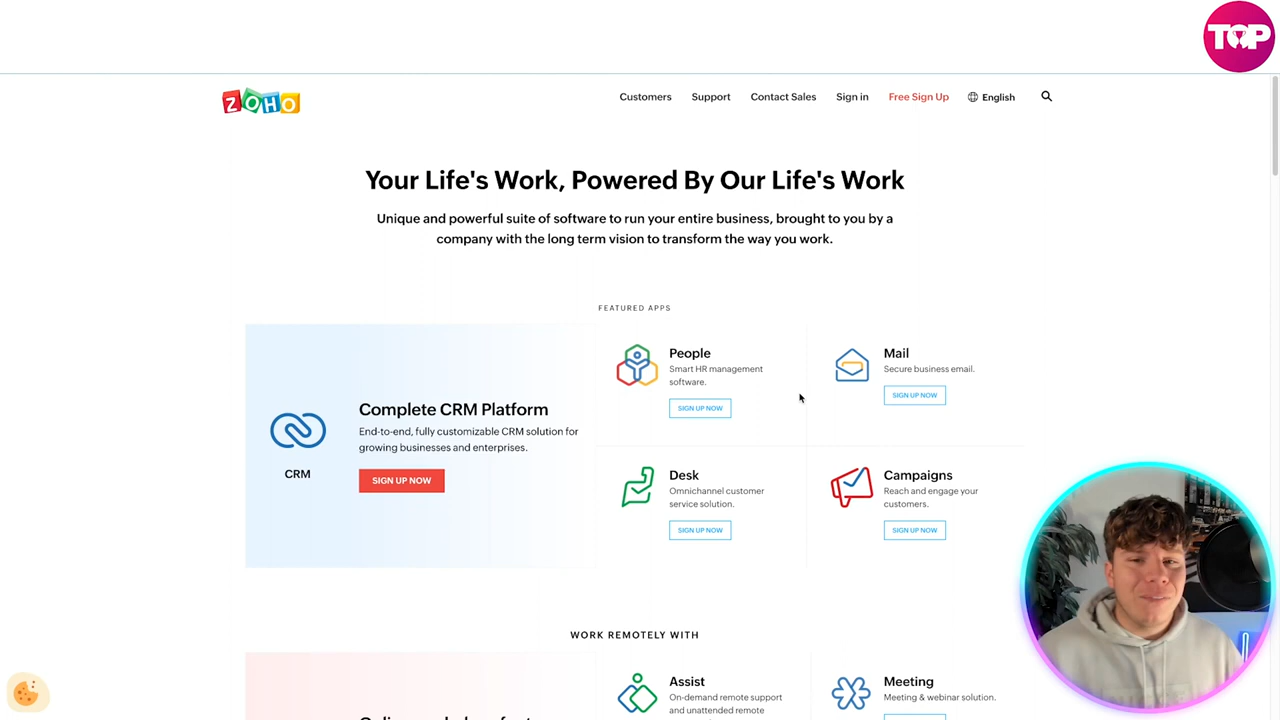 TOP
ZOHO
Customers
Support
Contact Sales
Sign in
Free Sign Up
English
Your Life's Work, Powered By Our Life's Work
Unique and powerful suite of software to run your entire business, brought to you by a
company with the long term vision to transform the way you work.
FEATURED APPS
CRM
Complete CRM Platform
End-to-end, fully customizable CRM solution for
growing businesses and enterprises.
SIGN UP NOW
People
Smart HR management
software.
SIGN UP NOW
Mail
Secure business email.
SIGN UP NOW
Desk
Omnichannel customer
service solution.
SIGN UP NOW
Campaigns
Reach and engage your
customers.
SIGN UP NOW
WORK REMOTELY WITH
Assist
On-demand remote support
and unattended remote
Meeting
Meeting & webinar solution.